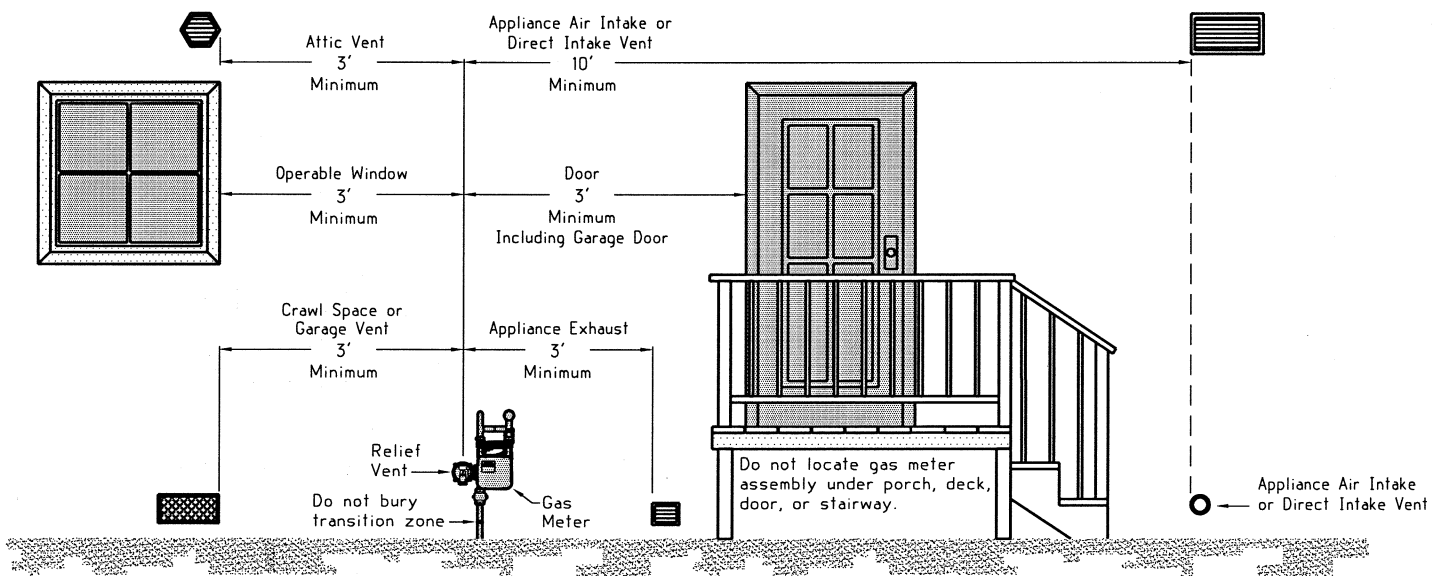 Attic Vent
3'
Minimum
Appliance Air Intake or
Direct Intake Vent
10'
Minimum
Operable Window
3'
Minimum
Door
3'
Minimum
Including Garage Door
Crawl Space or
Garage Vent
3'
Minimum
Appliance Exhaust
3'
Minimum
Relief
Vent
Do not bury
transition zone
Gas
Meter
Do not locate gas meter
assembly under porch, deck,
door, or stairway.
Appliance Air Intake
or Direct Intake Vent